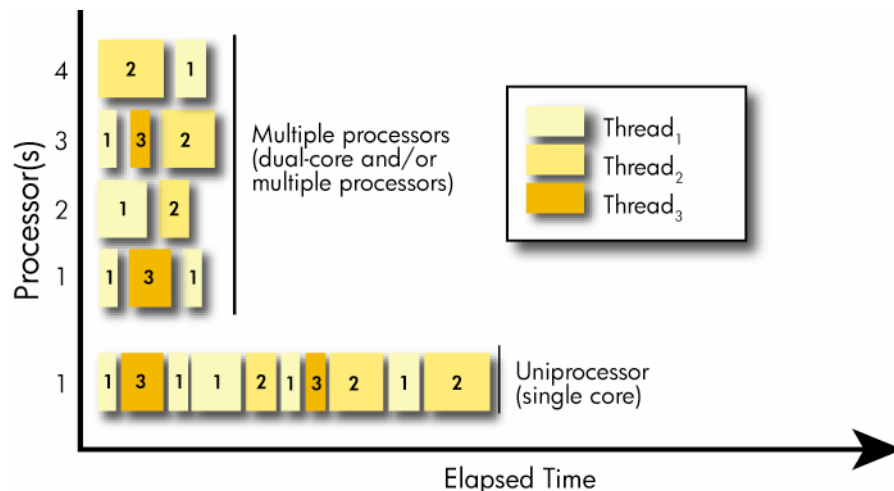 4
2 1
3
1 3 2
Multiple processors
(dual-core and/or
multiple processors)
2
1 2
1
1 3 1
Processor(s)
Thread₁
Thread₂
Thread₃
1
1 3 1 1 2 1 3 2 1 2
Uniprocessor
(single core)
Elapsed Time